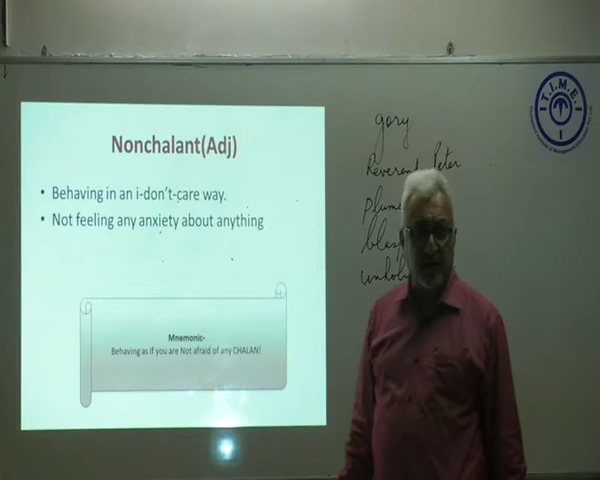 Nonchalant(Adj)
• Behaving in an i-don't-care way.
• Not feeling any anxiety about anything
Mnemonic-
Behaving as if you are Not afraid of any CHALAN!
gory
Reverend Peter
T.I.M.E.